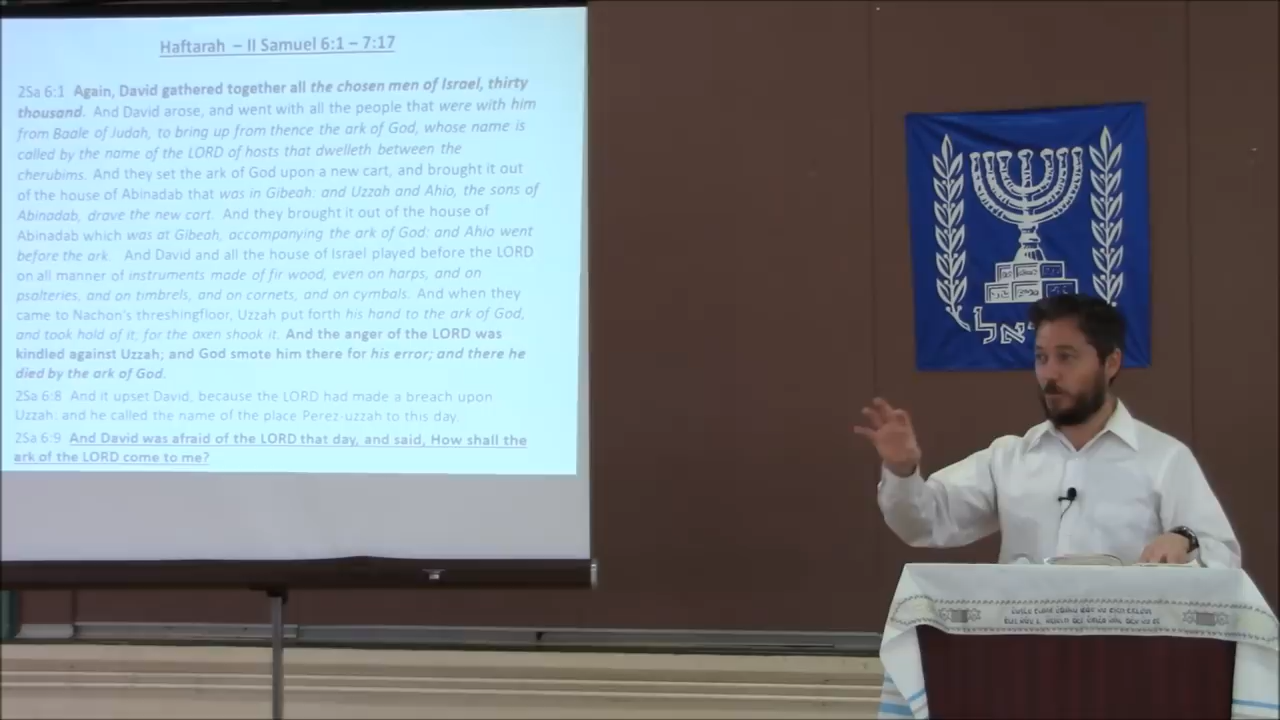 Haftarah – II Samuel 6:1 – 7:17
2Sa 6:1 Again, David gathered together all the chosen men of Israel, thirty
thousand. And David arose, and went with all the people that were with him
from Baale of Judah, to bring up from thence the ark of God, whose name is
called by the name of the LORD of hosts that dwelleth between the
cherubims. And they set the ark of God upon a new cart, and brought it out
of the house of Abinadab that was in Gibeah: and Uzzah and Ahio, the sons of
Abinadab, drave the new cart. And they brought it out of the house of
Abinadab which was at Gibeah, accompanying the ark of God: and Ahio went
before the ark. And David and all the house of Israel played before the LORD
on all manner of instruments made of fir wood, even on harps, and on
psalteries, and on timbrels, and on cornets, and on cymbals. And when they
came to Nachon's threshingfloor, Uzzah put forth his hand to the ark of God,
and took hold of it; for the oxen shook it. And the anger of the LORD was
kindled against Uzzah; and God smote him there for his error; and there he
died by the ark of God.
2Sa 6:8 And it upset David, because the LORD had made a breach upon
Uzzah: and he called the name of the place Perez-uzzah to this day.
2Sa 6:9 And David was afraid of the LORD that day, and said, How shall the
ark of the LORD come to me?